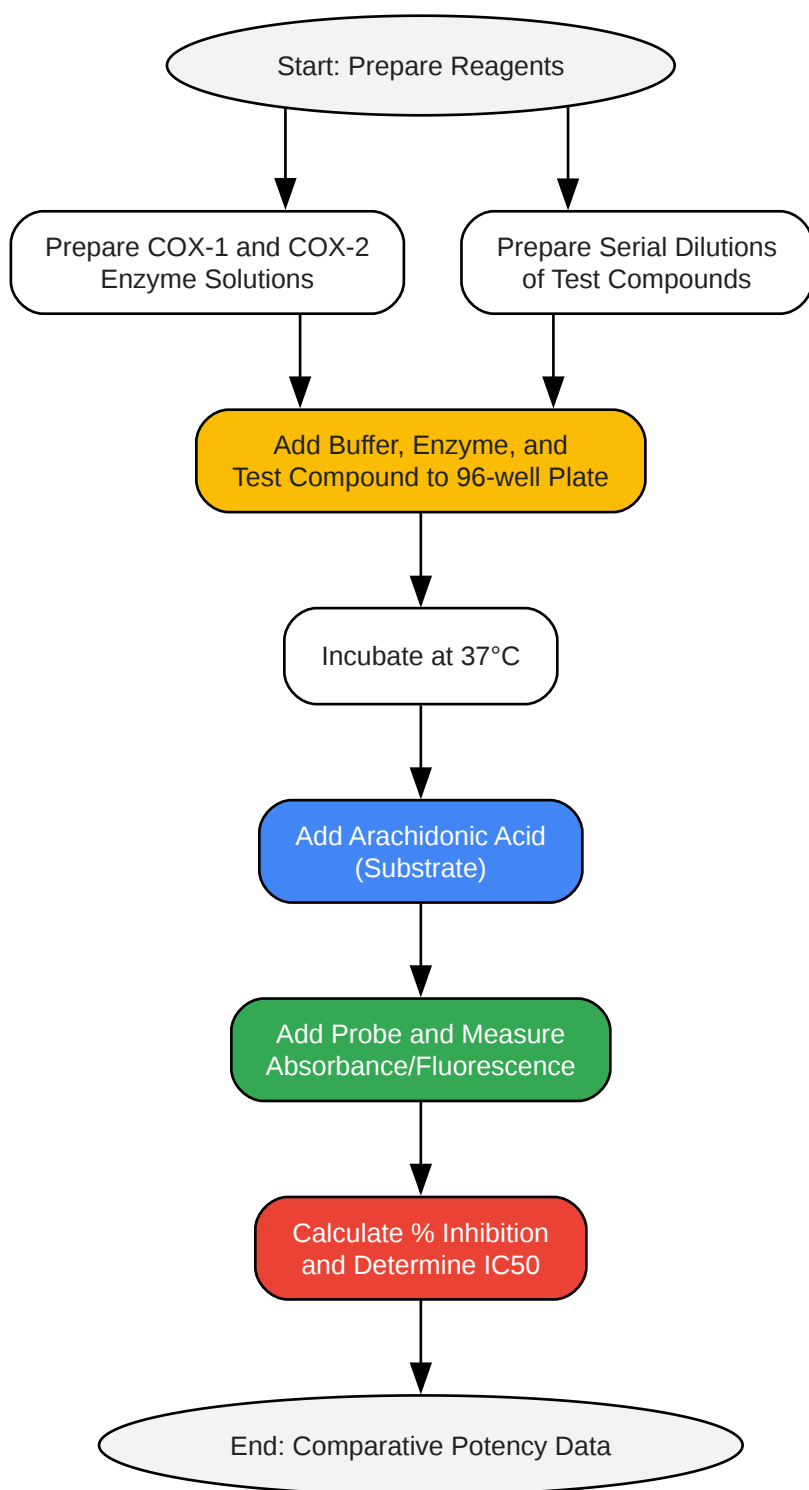 Start: Prepare Reagents
Prepare COX-1 and COX-2
Enzyme Solutions
Prepare Serial Dilutions
of Test Compounds
Add Buffer, Enzyme, and
Test Compound to 96-well Plate
Incubate at 37°C
Add Arachidonic Acid
(Substrate)
Add Probe and Measure
Absorbance/Fluorescence
Calculate % Inhibition
and Determine IC50
End: Comparative Potency Data